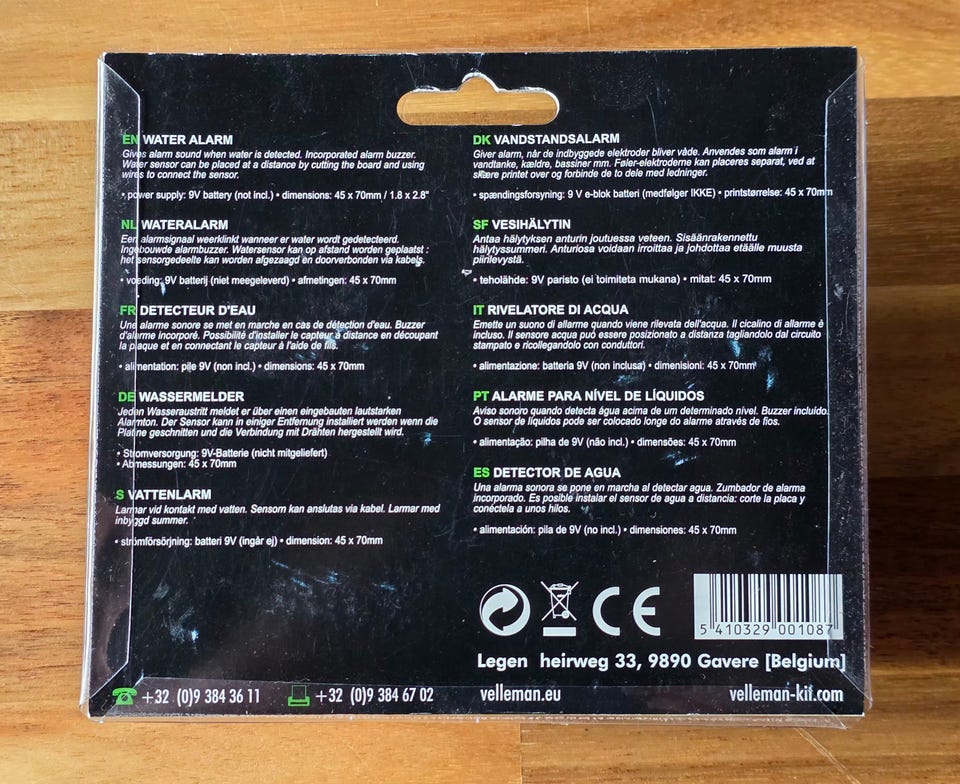 EN WATER ALARM
Gives alarm sound when water is detected. Incorporated alarm buzzer.
Water sensor can be placed at a distance by cutting the board and using
wires to connect the sensor.
• power supply: 9V battery (not incl.) • dimensions: 45 x 70mm / 1.8 x 2.8"
NL WATERALARM
Een alarmsignaal weerklinkt wanneer er water wordt gedetecteerd.
Ingebouwde alarmbuzzer. Watersensor kan op afstand worden geplaatst :
het sensorgedeelte kan worden afgezaagd en doorverbonden via kabels.
• voeding: 9V batterij (niet meegeleverd) • afmetingen: 45 x 70mm
FR DETECTEUR D'EAU
Une alarme sonore se met en marche en cas de détection d'eau. Buzzer
d'alarme incorporé. Possibilité d'installer le capteur à distance en découpant
la plaque et en connectant le capteur à l'aide de fils.
• alimentation: pile 9V (non incl.) • dimensions: 45 x 70mm
DE WASSERMELDER
Jeden Wasseraustritt meldet er über einen eingebauten lautstarken
Alarmton. Der Sensor kann in einiger Entfernung installiert werden wenn die
Platine geschnitten und die Verbindung mit Drähten hergestellt wird.
• Stromversorgung: 9V-Batterie (nicht mitgeliefert)
• Abmessungen: 45 x 70mm
S VATTENLARM
Larmar vid kontakt med vatten. Sensorn kan anslutas via kabel. Larmar med
inbyggd summer.
• strömförsörjning: batteri 9V (ingår ej) • dimension: 45 x 70mm
DK VANDSTANDSALARM
Giver alarm, når de indbyggede elektroder bliver våde. Anvendes som alarm i
vandtanke, kældre, bassiner mm. Føler-elektroderne kan placeres separat, ved at
skære printet over og forbinde de to dele med ledninger.
• spændingsforsyning: 9 V e-blok batteri (medfølger IKKE) • printstørrelse: 45 x 70mm
SF VESIHÄLYTIN
Antaa hälytyksen anturin joutuessa veteen. Sisäänrakennettu
hälytyssummeri. Anturiosa voidaan irroittaa ja johdottaa etäälle muusta
piirilevystä.
• teholähde: 9V paristo (ei toimiteta mukana) • mitat: 45 x 70mm
IT RIVELATORE DI ACQUA
Emette un suono di allarme quando viene rilevata dell'acqua. Il cicalino di allarme è
incluso. Il sensore acqua può essere posizionato a distanza tagliandolo dal circuito
stampato e ricollegandolo con conduttori.
• alimentazione: batteria 9V (non inclusa) • dimenisioni: 45 x 70mm
PT ALARME PARA NÍVEL DE LÍQUIDOS
Aviso sonoro quando detecta água acima de um determinado nível. Buzzer incluido.
O sensor de líquidos pode ser colocado longo do alarme através de fios.
• alimentação: pilha de 9V (não incl.) • dimensões: 45 x 70mm
ES DETECTOR DE AGUA
Una alarma sonora se pone en marcha al detectar agua. Zumbador de alarma
incorporado. Es posible instalar el sensor de agua a distancia: corte la placa y
conéctela a unos hilos.
• alimentación: pila de 9V (no incl.) • dimensiones: 45 x 70mm
CE
5 410329 001087
Legen heirweg 33, 9890 Gavere [Belgium]
+32 (0)9 384 36 11 +32 (0)9 384 67 02 velleman.eu velleman-kit.com